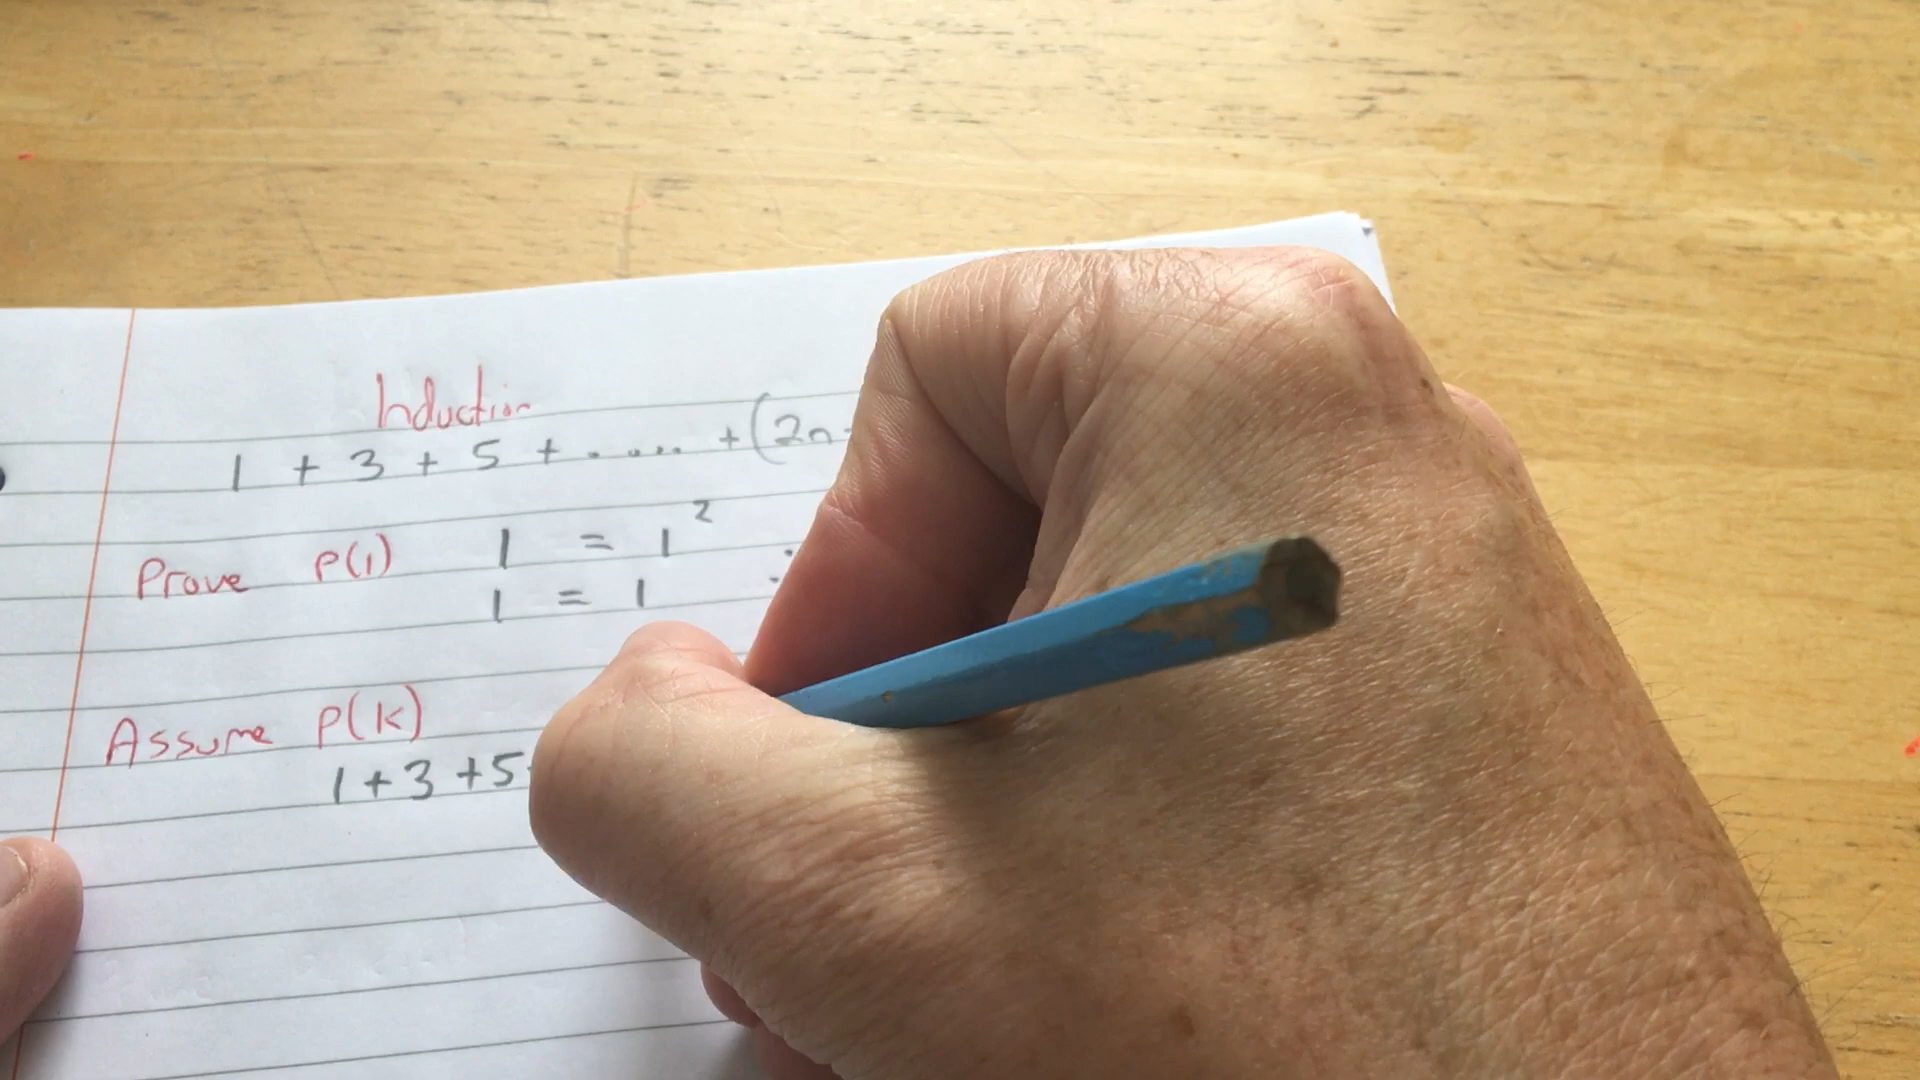 Induction
1 + 3 + 5 + ..... + (2n
Prove P(1) 1 = 1²
1 = 1
Assume P(k)
1 + 3 + 5